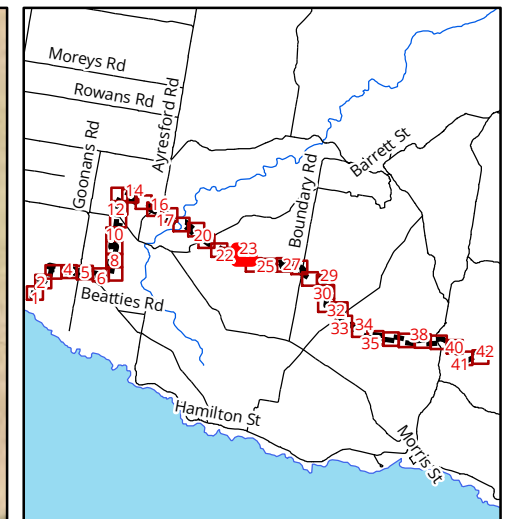 Moreys Rd
Rowans Rd
Ayresford Rd
Goonans Rd
Barrett St
Boundary Rd
Beatties Rd
Hamilton St
Morris St
1
2
4
5
6
8
10
12
14
16
17
20
22
23
25
27
29
30
32
33
34
35
38
40
41
42